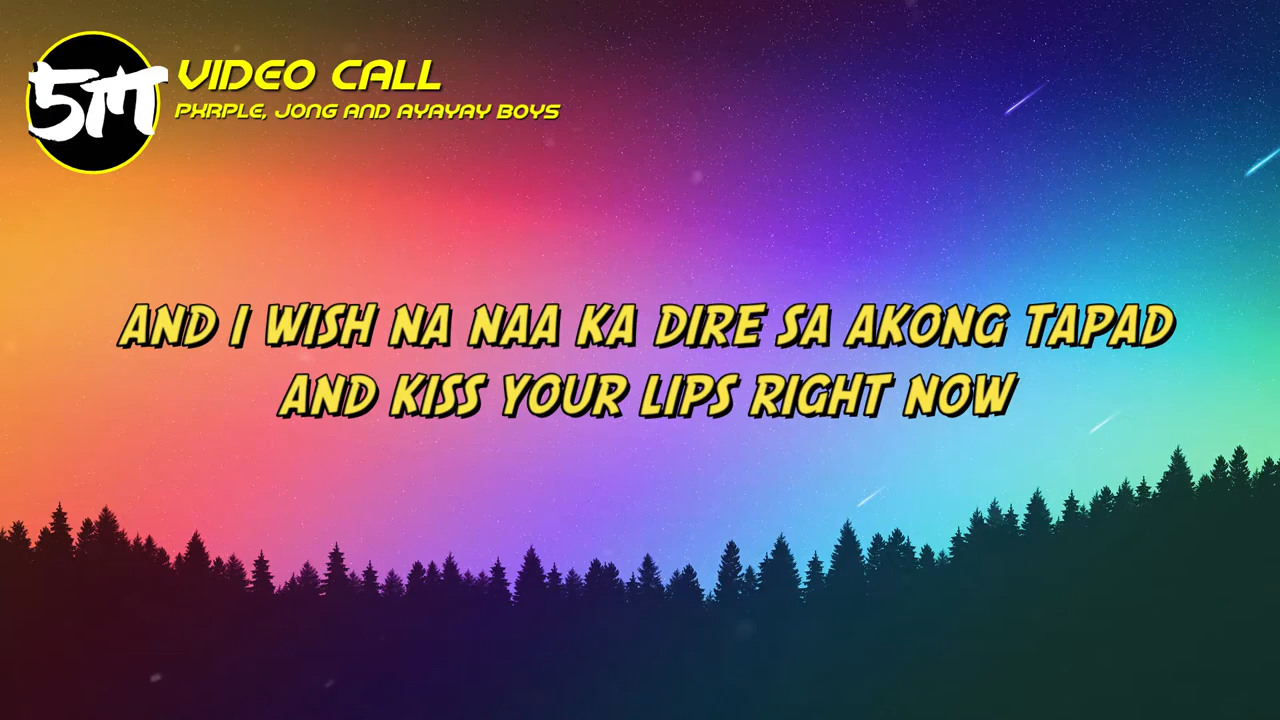 5M
VIDEO CALL
PXRPLE, JONG AND AYAYAY BOYS
AND I WISH NA NAA KA DIRE SA AKONG TAPAD
AND KISS YOUR LIPS RIGHT NOW